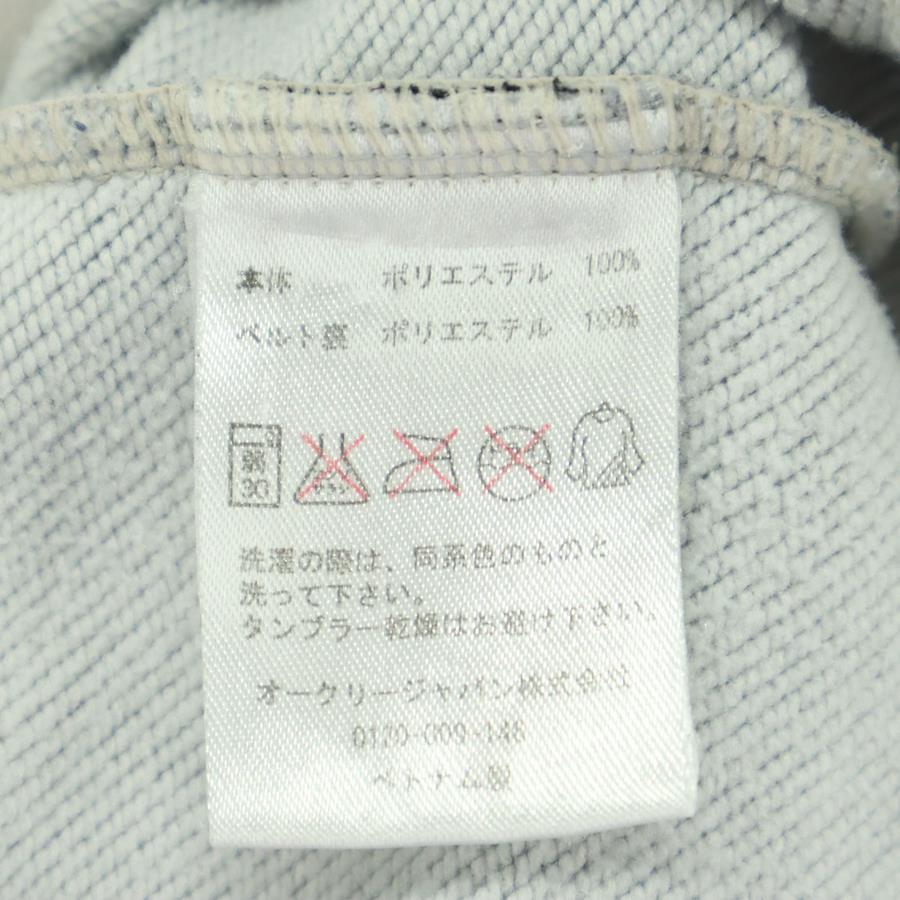 本体 ポリエステル 100%
ベルト裏 ポリエステル 100%
弱
30
洗濯の際は、同系色のものと
洗って下さい。
タンブラー乾燥はお避け下さい。
オークリージャパン株式会社
0120-009-146
ベトナム製